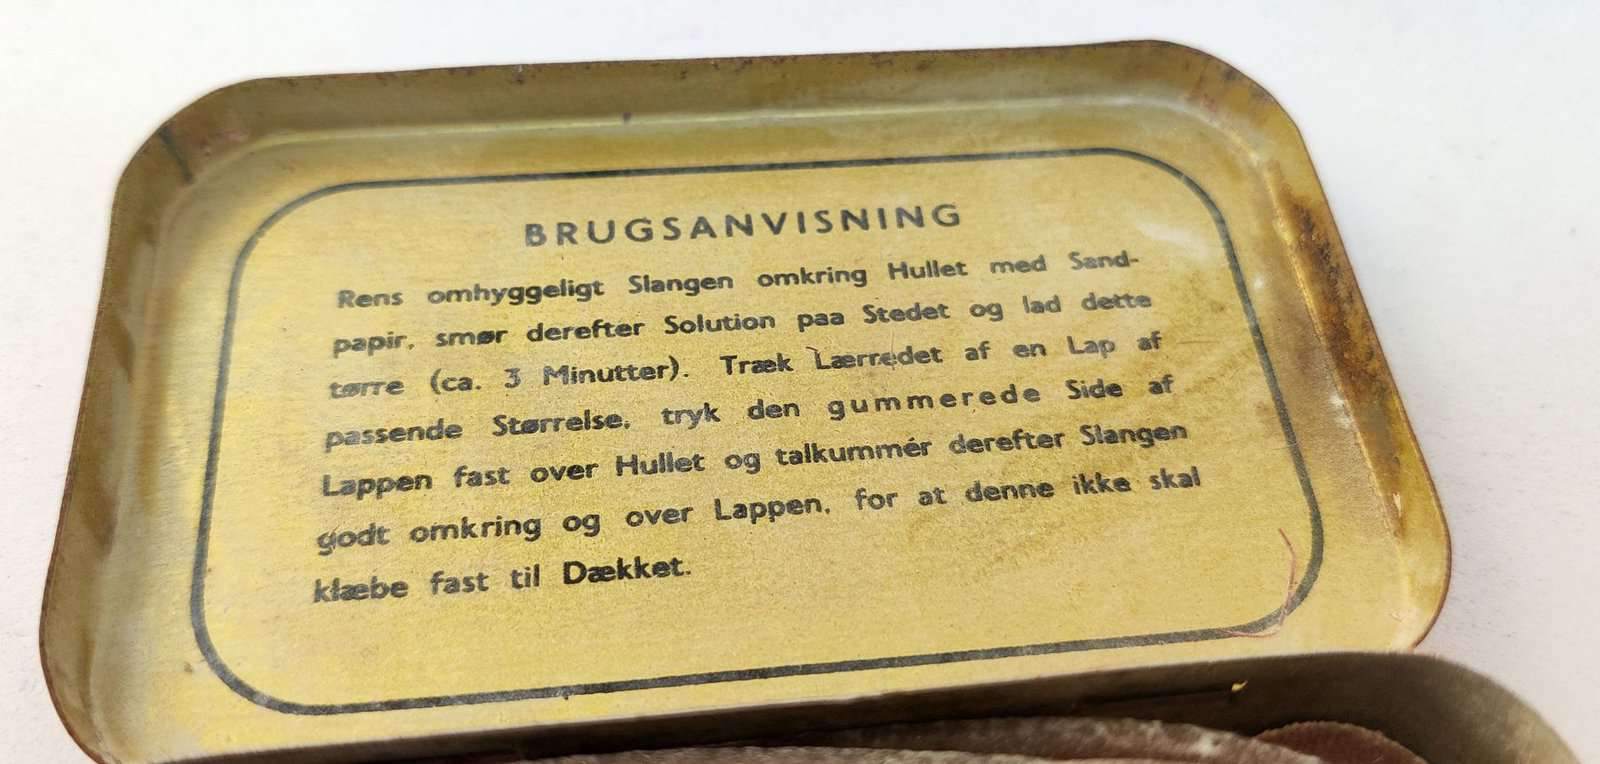 BRUGSANVISNING
Rens omhyggeligt Slangen omkring Hullet med Sand-
papir, smør derefter Solution paa Stedet og lad dette
tørre (ca. 3 Minutter). Træk Lærredet af en Lap af
passende Størrelse, tryk den gummerede Side af
Lappen fast over Hullet og talkummér derefter Slangen
godt omkring og over Lappen, for at denne ikke skal
klæbe fast til Dækket.